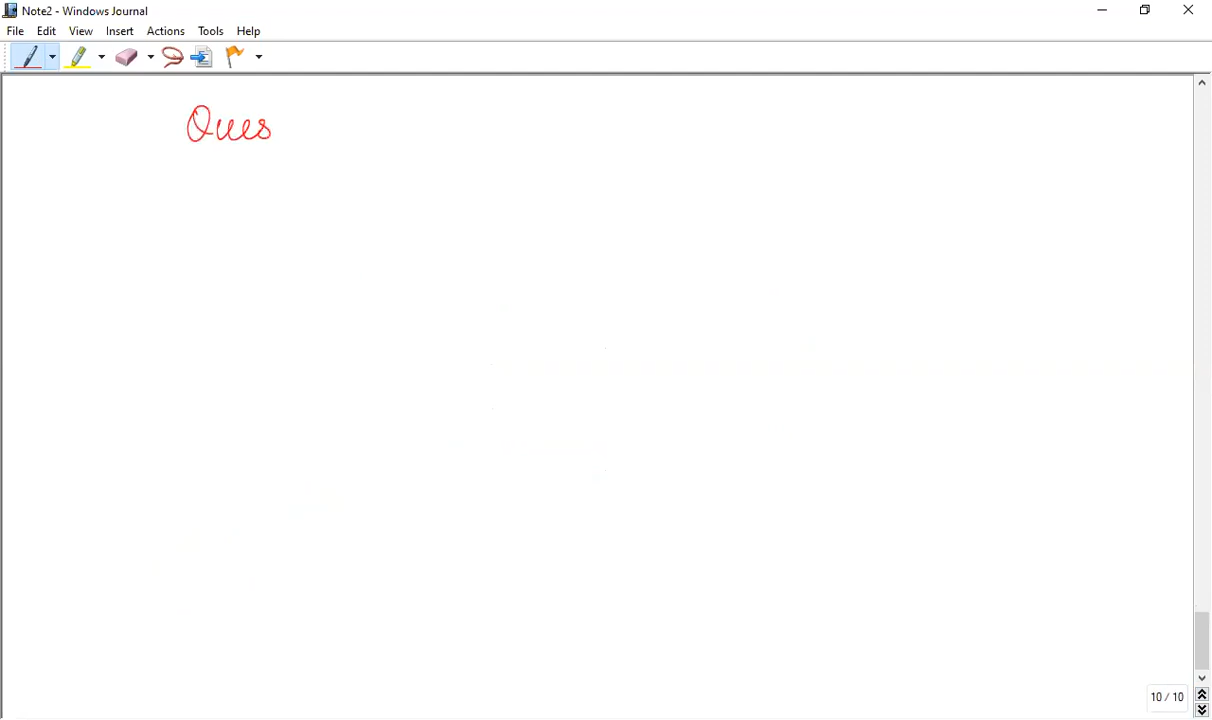 Note2 - Windows Journal
File Edit View Insert Actions Tools Help
Ques
10 / 10